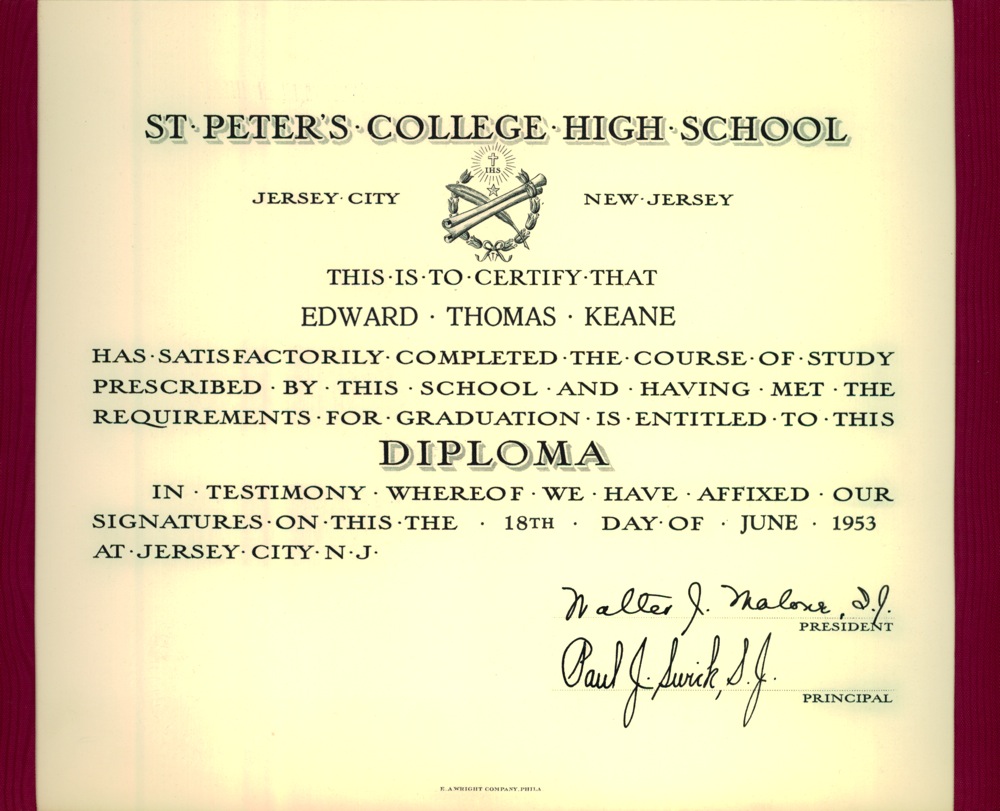 ST·PETER'S·COLLEGE·HIGH·SCHOOL
IHS
JERSEY·CITY NEW·JERSEY
THIS·IS·TO·CERTIFY·THAT
EDWARD · THOMAS · KEANE
HAS·SATISFACTORILY·COMPLETED·THE·COURSE·OF·STUDY
PRESCRIBED · BY · THIS · SCHOOL · AND · HAVING · MET · THE
REQUIREMENTS·FOR·GRADUATION·IS·ENTITLED·TO·THIS
DIPLOMA
IN · TESTIMONY · WHEREOF · WE · HAVE · AFFIXED · OUR
SIGNATURES·ON·THIS·THE · 18TH · DAY·OF · JUNE · 1953
AT·JERSEY·CITY·N·J·
Walter J. Malone, S.J.
PRESIDENT
Paul J. Swick, S.J.
PRINCIPAL
E. A. WRIGHT COMPANY. PHILA